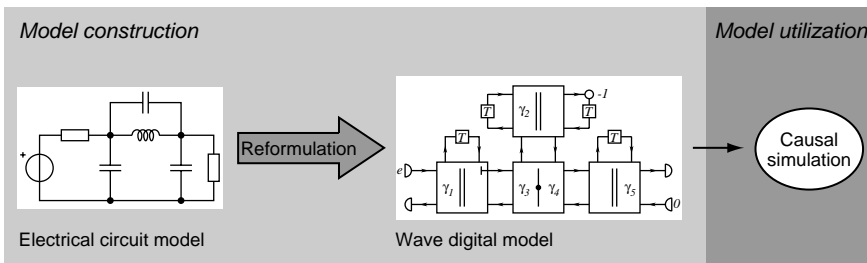 Model construction
Model utilization
+
Electrical circuit model
Reformulation
T
γ2
T
-1
T
T
e
γ1
γ3
γ4
γ5
0
Wave digital model
Causal
simulation